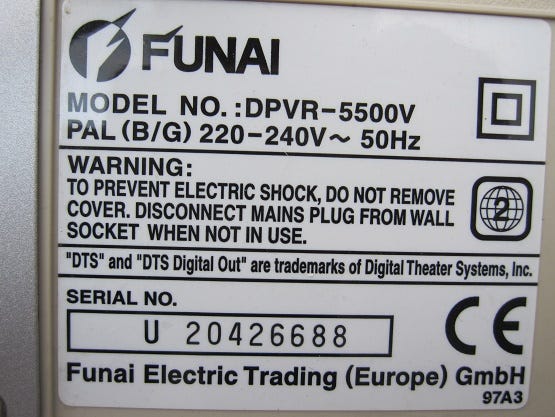 FUNAI
MODEL NO.:DPVR-5500V
PAL (B/G) 220-240V~ 50Hz
WARNING:
TO PREVENT ELECTRIC SHOCK, DO NOT REMOVE
COVER. DISCONNECT MAINS PLUG FROM WALL
SOCKET WHEN NOT IN USE.
2
"DTS" and "DTS Digital Out" are trademarks of Digital Theater Systems, Inc.
SERIAL NO.
U 20426688
CE
Funai Electric Trading (Europe) GmbH
97A3